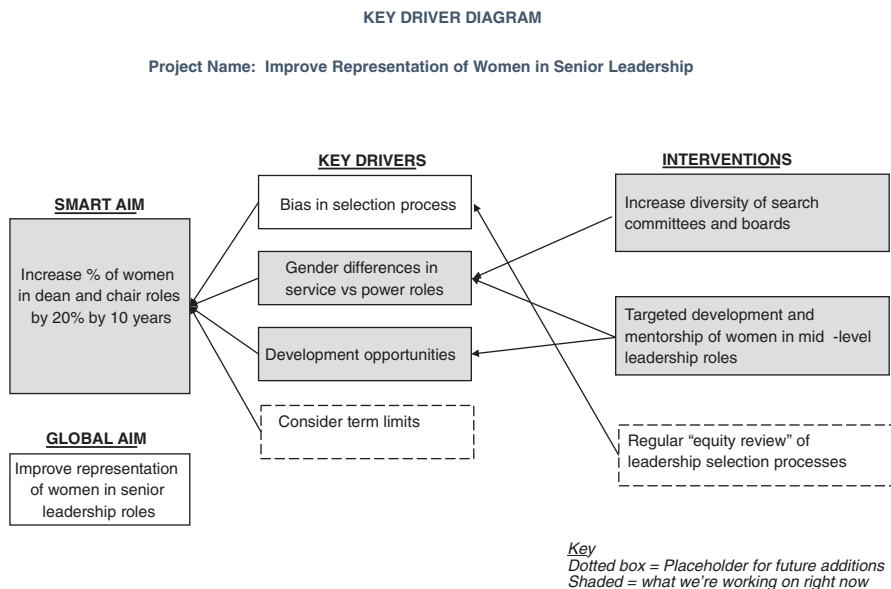 KEY DRIVER DIAGRAM
Project Name: Improve Representation of Women in Senior Leadership
SMART AIM
Increase % of women
in dean and chair roles
by 20% by 10 years
GLOBAL AIM
Improve representation
of women in senior
leadership roles
KEY DRIVERS
Bias in selection process
Gender differences in
service vs power roles
Development opportunities
Consider term limits
INTERVENTIONS
Increase diversity of search
committees and boards
Targeted development and
mentorship of women in mid -level
leadership roles
Regular “equity review” of
leadership selection processes
Key
Dotted box = Placeholder for future additions
Shaded = what we’re working on right now